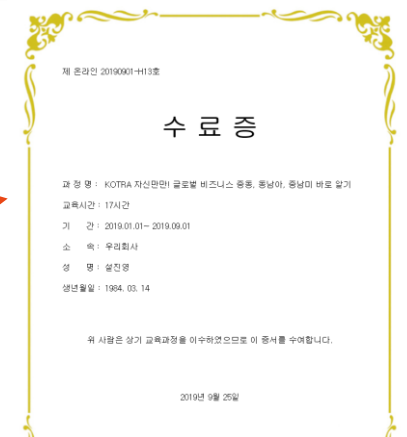 제 온라인 20190901-H13호
수 료 증
과 정 명 : KOTRA 자신만만! 글로벌 비즈니스 중동, 동남아, 중남미 바로 알기
교육시간 : 17시간
기 간 : 2019.01.01- 2019.09.01
소 속 : 우리회사
성 명 : 설진영
생년월일 : 1984. 03. 14
위 사람은 상기 교육과정을 이수하였으므로 이 증서를 수여합니다.
2019년 9월 25일